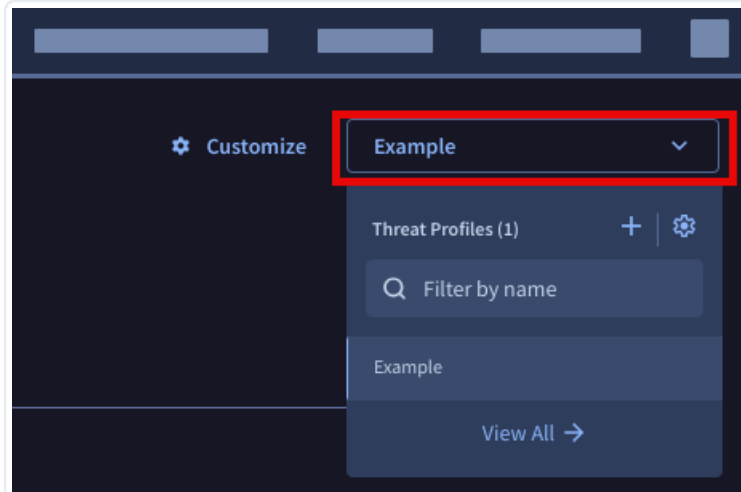 Customize
Example
Threat Profiles (1)
Filter by name
Example
View All